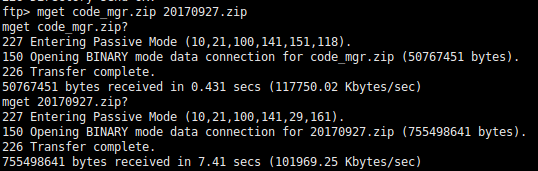 ftp> mget code_mgr.zip 20170927.zip
mget code_mgr.zip?
227 Entering Passive Mode (10,21,100,141,151,118).
150 Opening BINARY mode data connection for code_mgr.zip (50767451 bytes).
226 Transfer complete.
50767451 bytes received in 0.431 secs (117750.02 Kbytes/sec)
mget 20170927.zip?
227 Entering Passive Mode (10,21,100,141,29,161).
150 Opening BINARY mode data connection for 20170927.zip (755498641 bytes).
226 Transfer complete.
755498641 bytes received in 7.41 secs (101969.25 Kbytes/sec)